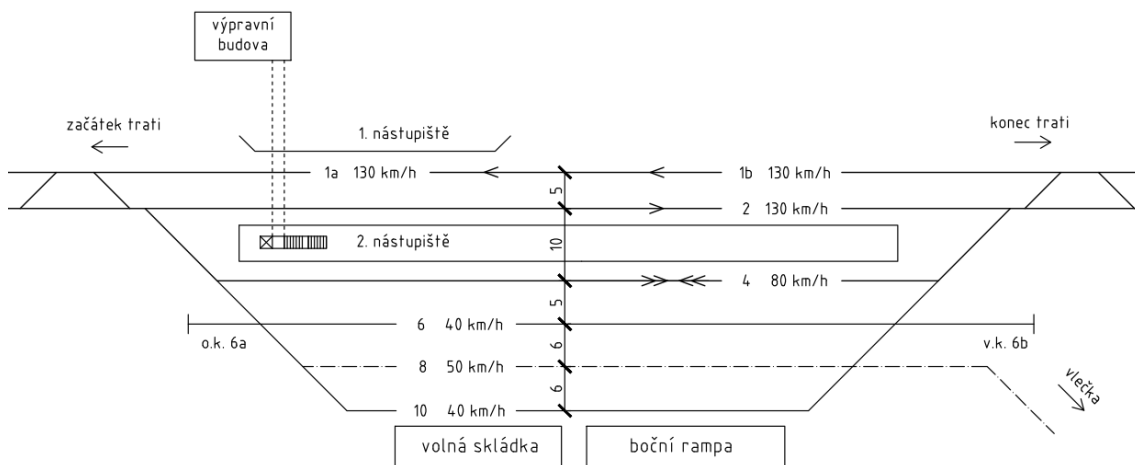 výpravní
budova
začátek trati
1. nástupiště
konec trati
1a 130 km/h
1b 130 km/h
5
2 130 km/h
2. nástupiště
10
4 80 km/h
5
6 40 km/h
o.k. 6a
v.k. 6b
6
8 50 km/h
vlečka
6
10 40 km/h
volná skládka
boční rampa